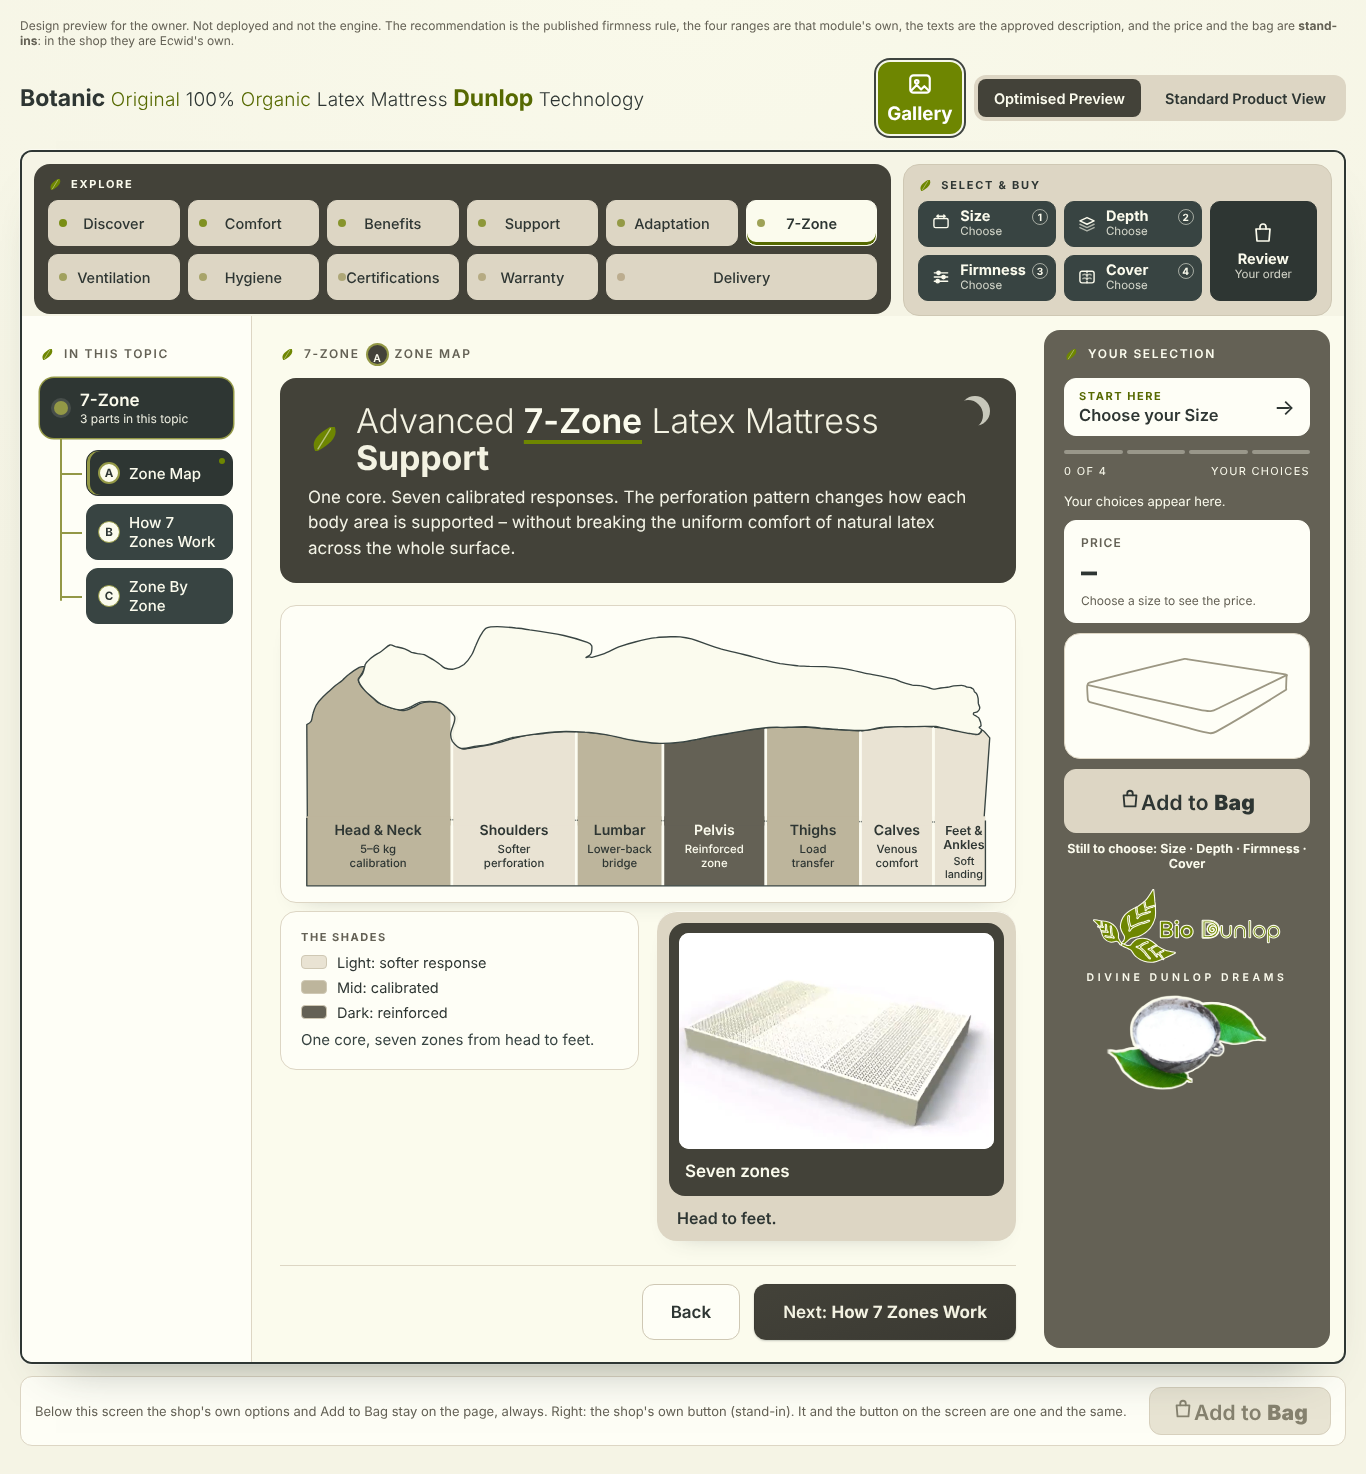 Design preview for the owner. Not deployed and not the engine. The recommendation is the published firmness rule, the four ranges are that module's own, the texts are the approved description, and the price and the bag are stand-
ins: in the shop they are Ecwid's own.
Botanic Original 100% Organic Latex Mattress Dunlop Technology
Gallery
Optimised Preview
Standard Product View
EXPLORE
Discover
Comfort
Benefits
Support
Adaptation
7-Zone
Ventilation
Hygiene
Certifications
Warranty
Delivery
SELECT & BUY
Size
Choose
1
Depth
Choose
2
Firmness
Choose
3
Cover
Choose
4
Review
Your order
IN THIS TOPIC
7-Zone
3 parts in this topic
A
Zone Map
B
How 7
Zones Work
C
Zone By
Zone
7-ZONE A ZONE MAP
Advanced 7-Zone Latex Mattress
Support
One core. Seven calibrated responses. The perforation pattern changes how each
body area is supported – without breaking the uniform comfort of natural latex
across the whole surface.
Head & Neck
5–6 kg
calibration
Shoulders
Softer
perforation
Lumbar
Lower-back
bridge
Pelvis
Reinforced
zone
Thighs
Load
transfer
Calves
Venous
comfort
Feet &
Ankles
Soft
landing
THE SHADES
Light: softer response
Mid: calibrated
Dark: reinforced
One core, seven zones from head to feet.
Seven zones
Head to feet.
Back
Next: How 7 Zones Work
YOUR SELECTION
START HERE
Choose your Size
0 OF 4
YOUR CHOICES
Your choices appear here.
PRICE
–
Choose a size to see the price.
Add to Bag
Still to choose: Size · Depth · Firmness ·
Cover
Bio Dunlop
DIVINE DUNLOP DREAMS
Below this screen the shop's own options and Add to Bag stay on the page, always. Right: the shop's own button (stand-in). It and the button on the screen are one and the same.
Add to Bag